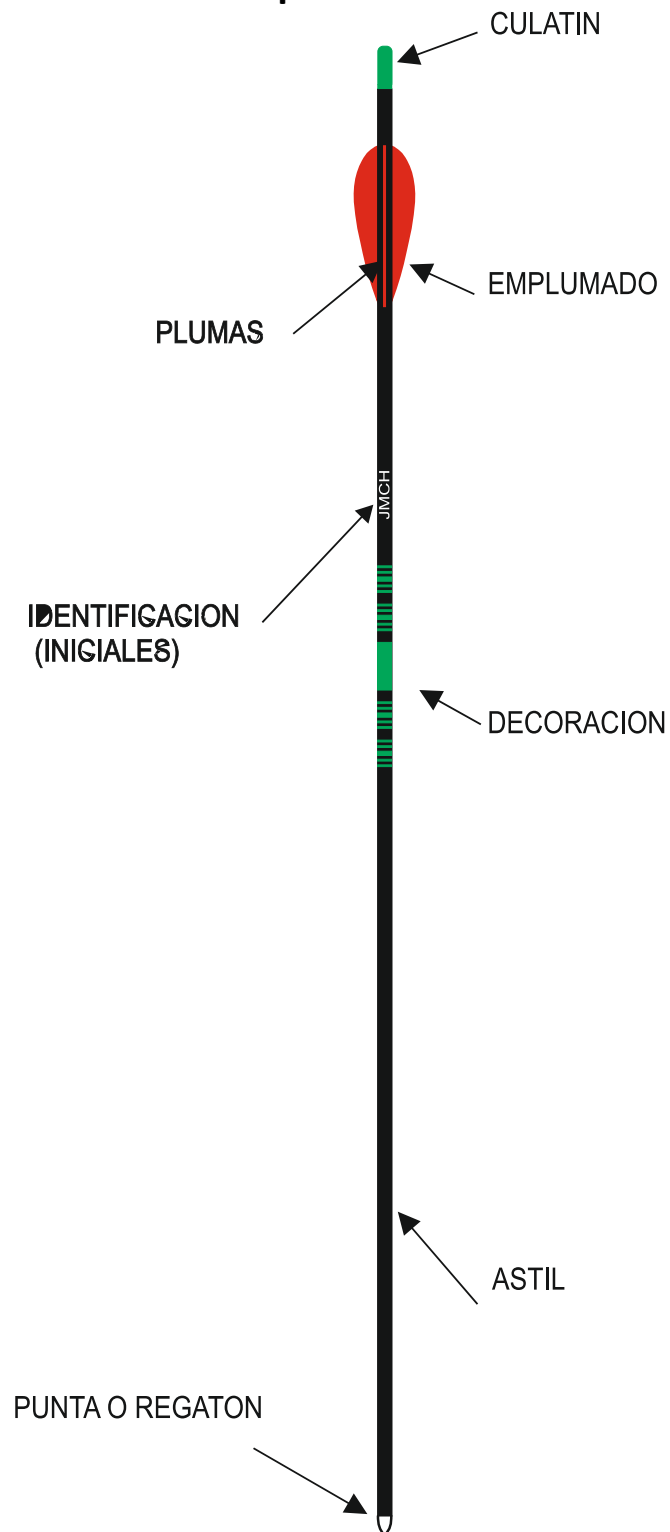 CULATIN
EMPLUMADO
PLUMAS
JMCH
IDENTIFICACION
(INICIALES)
DECORACION
ASTIL
PUNTA O REGATON